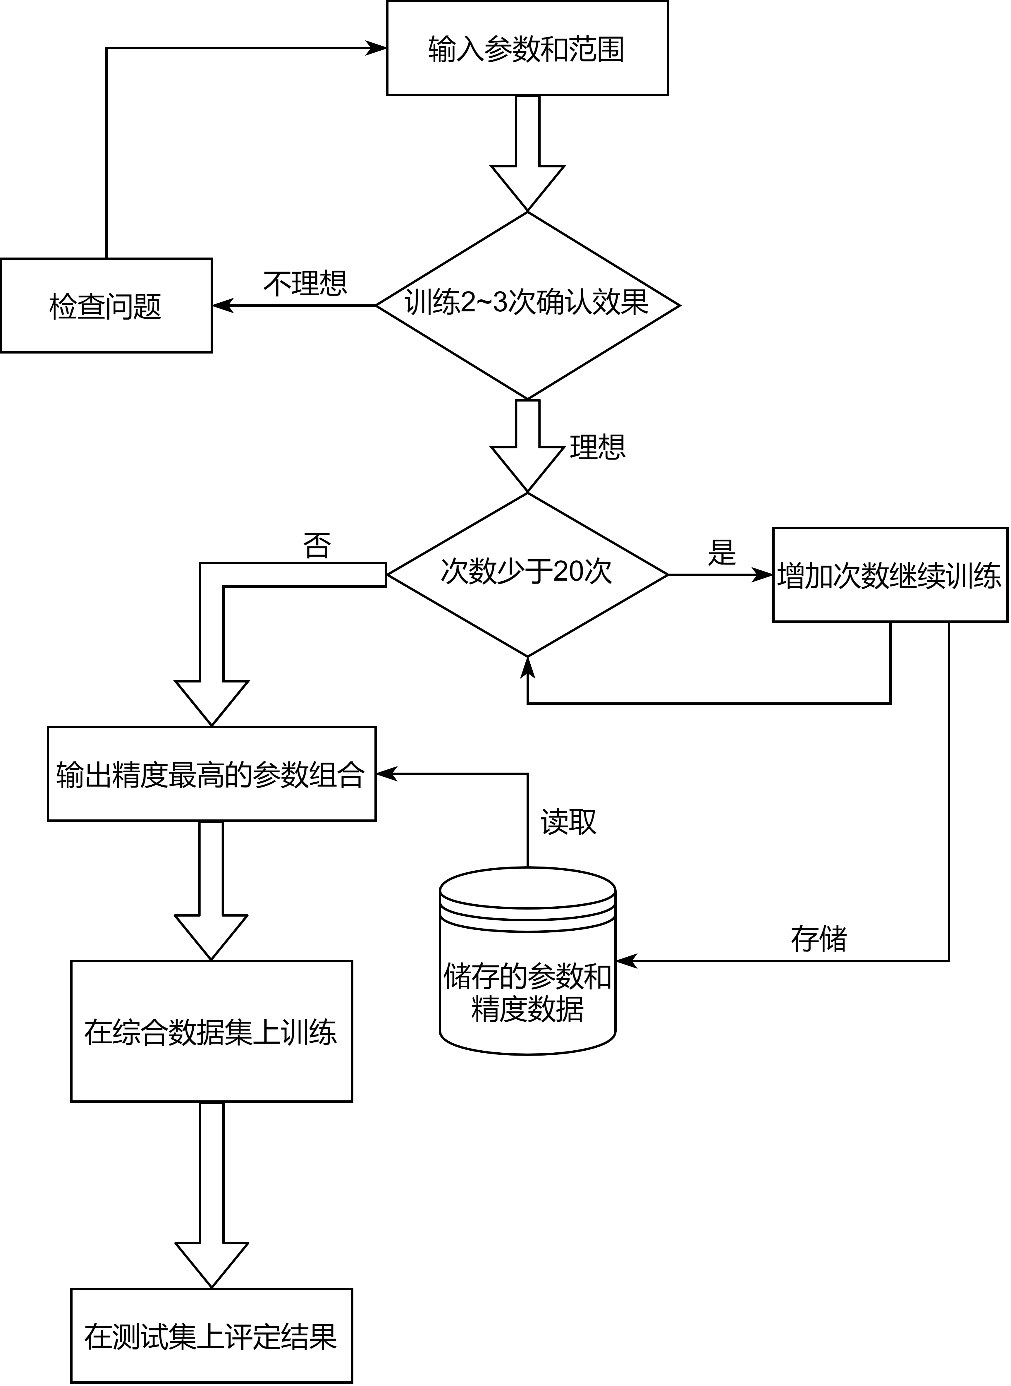 输入参数和范围
不理想
训练2~3次确认效果
检查问题
理想
否
次数少于20次
是
增加次数继续训练
输出精度最高的参数组合
读取
存储
储存的参数和
精度数据
在综合数据集上训练
在测试集上评定结果